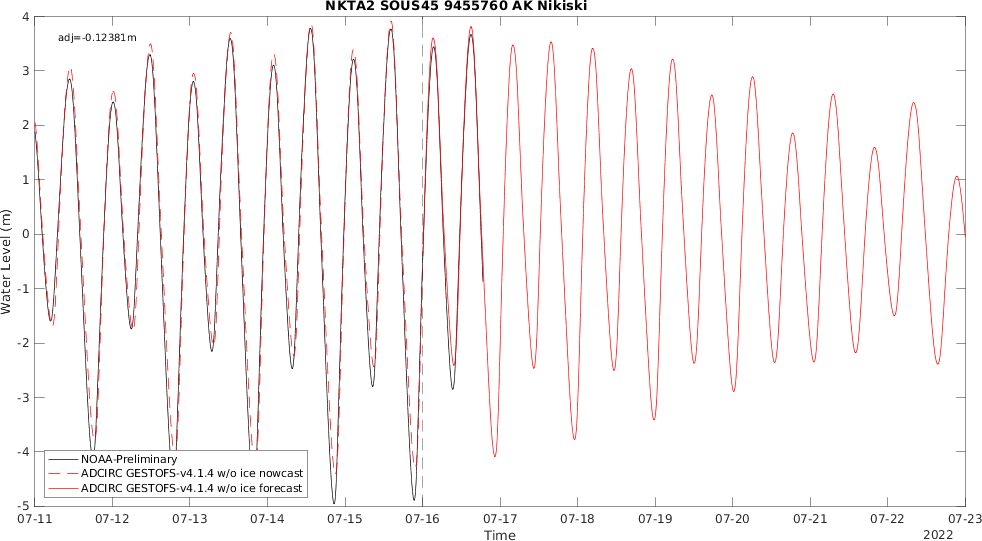 NKTA2 SOUS45 9455760 AK Nikiski
adj=-0.12381m
4
3
2
1
0
-1
-2
-3
-4
-5
Water Level (m)
NOAA-Preliminary
ADCIRC GESTOFS-v4.1.4 w/o ice nowcast
ADCIRC GESTOFS-v4.1.4 w/o ice forecast
07-11 07-12 07-13 07-14 07-15 07-16 07-17 07-18 07-19 07-20 07-21 07-22 07-23
Time
2022